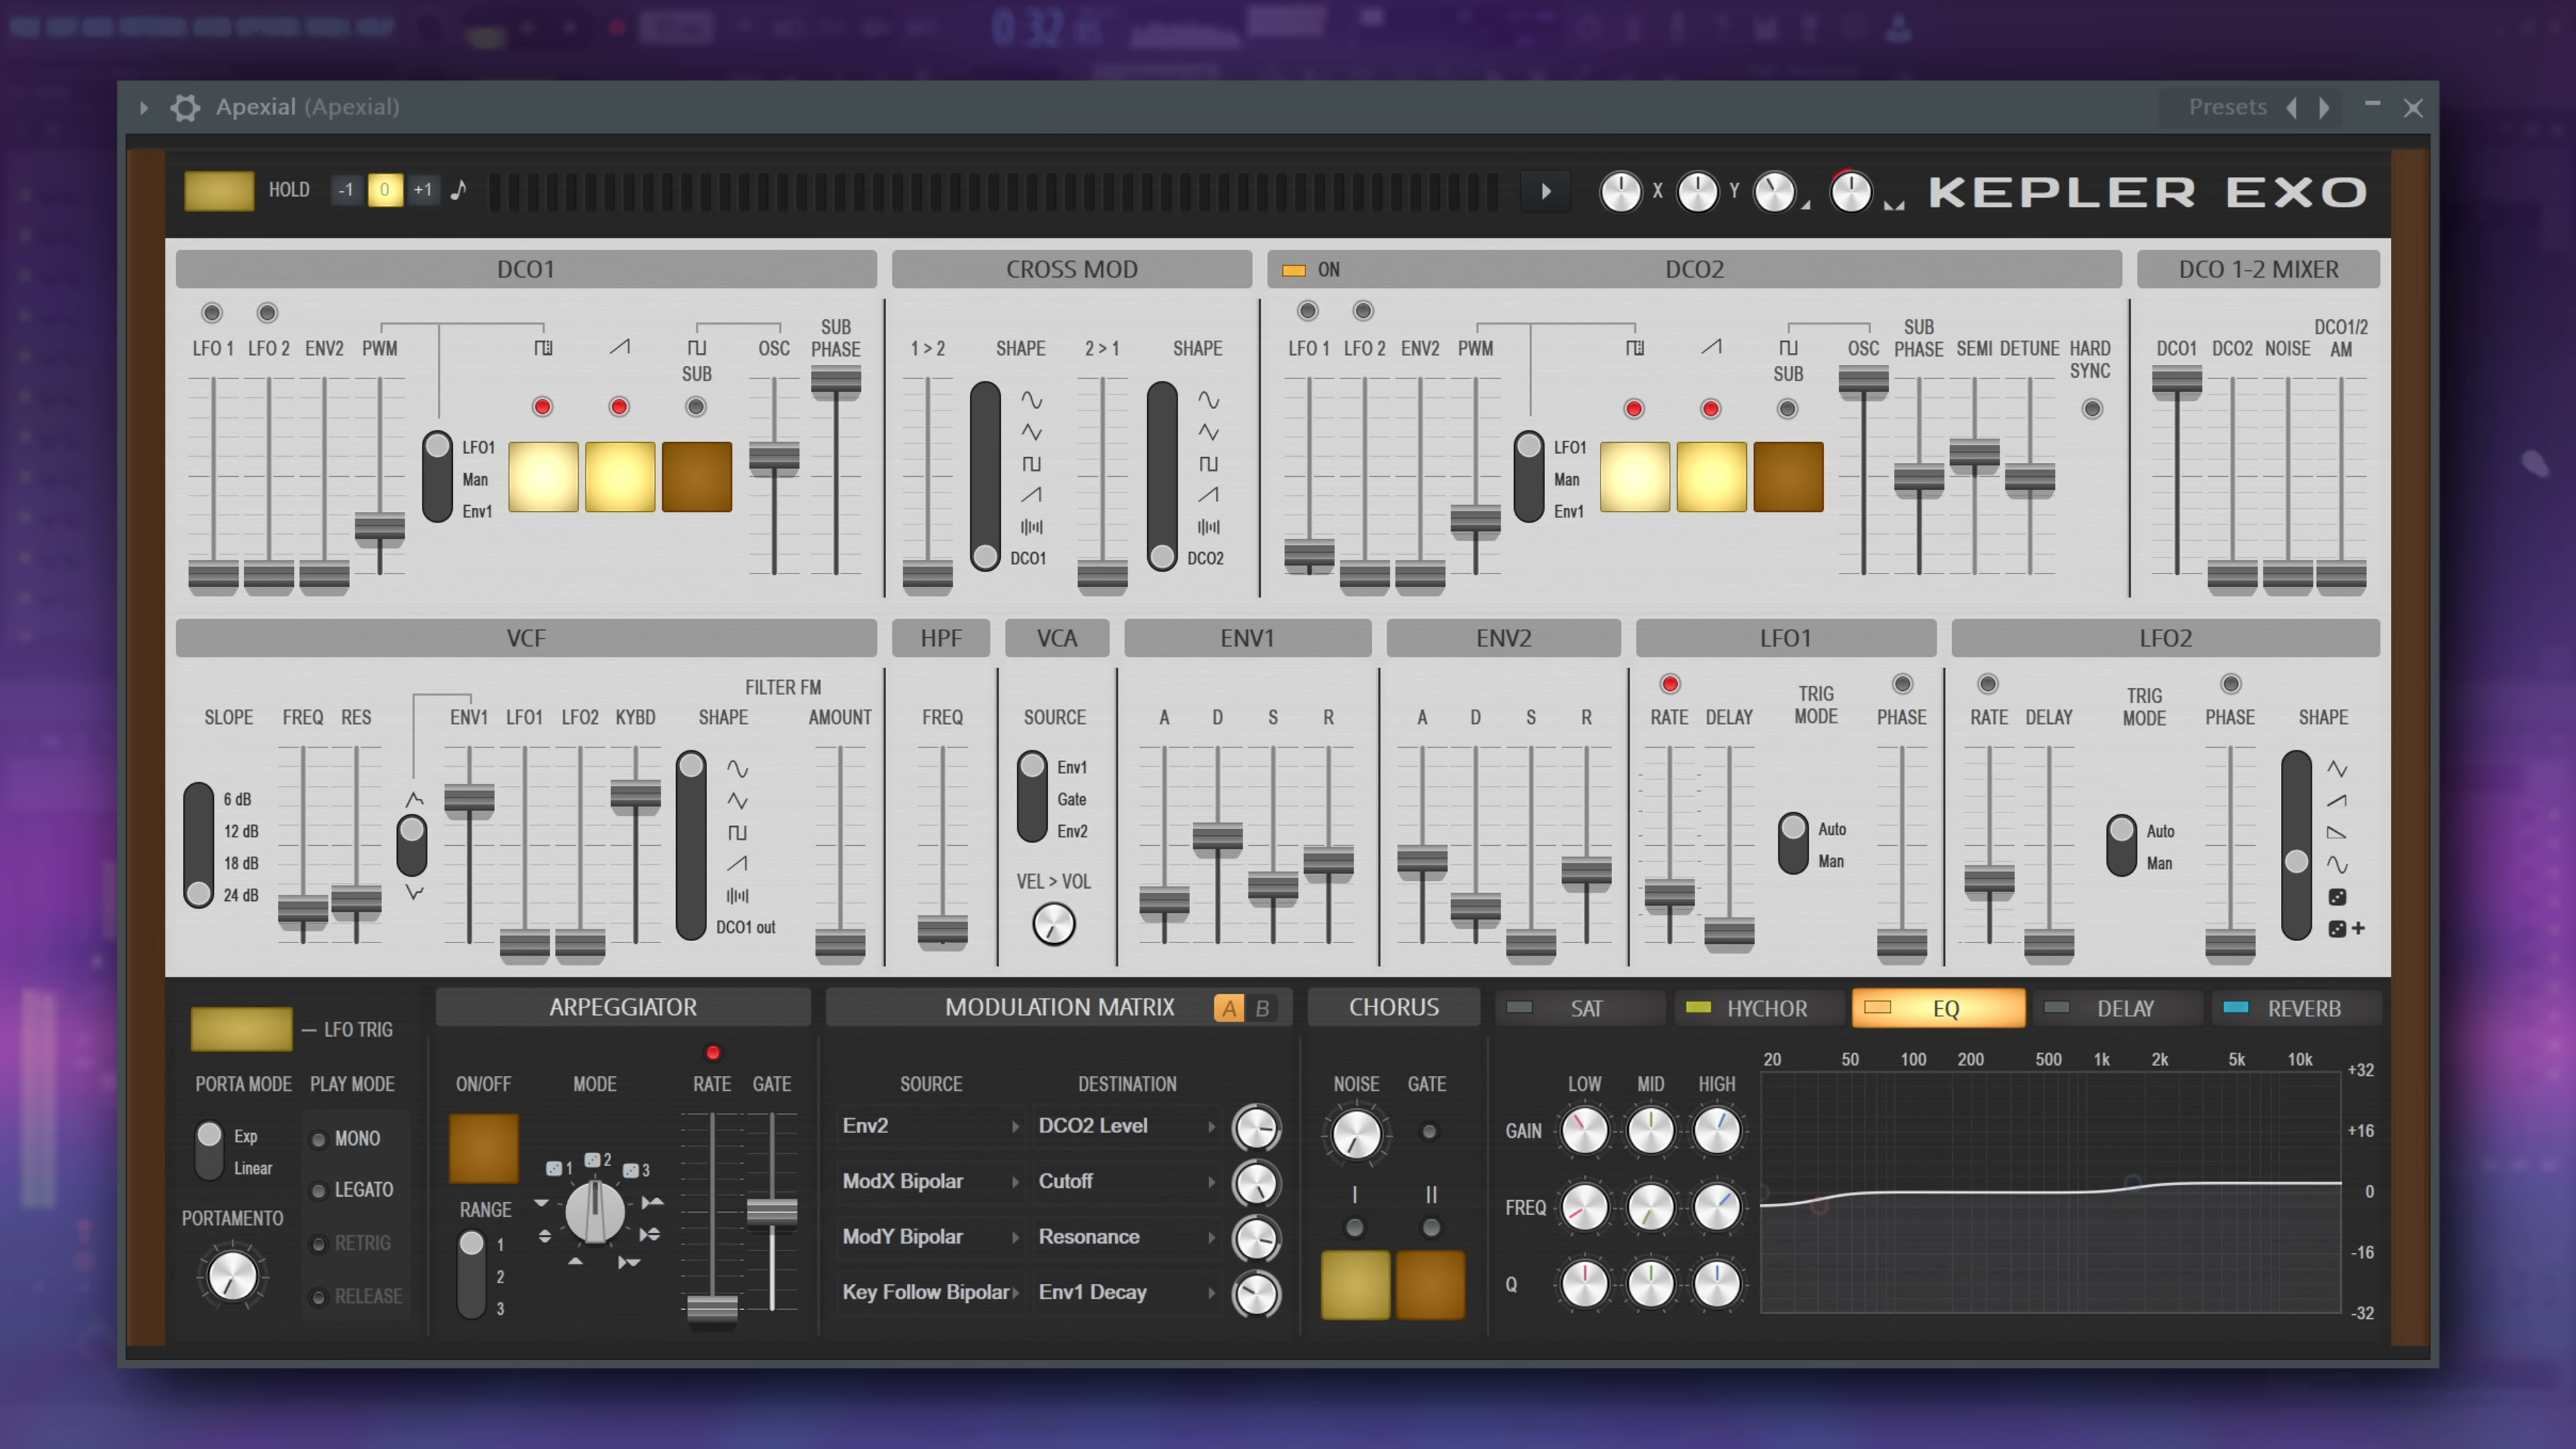 0 32
Apexial (Apexial)
Presets
HOLD -1 0 +1 X Y KEPLER EXO
DCO1 CROSS MOD ON DCO2 DCO 1-2 MIXER
LFO 1 LFO 2 ENV2 PWM SUB OSC SUB PHASE
1 > 2 SHAPE 2 > 1 SHAPE
LFO 1 LFO 2 ENV2 PWM SUB OSC SUB PHASE SEMI DETUNE HARD SYNC
DCO1 DCO2 NOISE DCO1/2 AM
LFO1
Man
Env1
DCO1 DCO2
LFO1
Man
Env1
VCF HPF VCA ENV1 ENV2 LFO1 LFO2
FILTER FM
SLOPE FREQ RES ENV1 LFO1 LFO2 KYBD SHAPE AMOUNT
6 dB
12 dB
18 dB
24 dB
DCO1 out
FREQ
SOURCE
Env1
Gate
Env2
VEL > VOL
A D S R
A D S R
RATE DELAY TRIG MODE PHASE
Auto
Man
RATE DELAY TRIG MODE PHASE SHAPE
Auto
Man
+
LFO TRIG
PORTA MODE PLAY MODE
Exp
Linear
PORTAMENTO
MONO
LEGATO
RETRIG
RELEASE
ARPEGGIATOR
ON/OFF MODE RATE GATE
1 2 3
RANGE
1
2
3
MODULATION MATRIX A B
SOURCE DESTINATION
Env2 DCO2 Level
ModX Bipolar Cutoff
ModY Bipolar Resonance
Key Follow Bipolar Env1 Decay
CHORUS
NOISE GATE
I II
SAT HYCHOR EQ DELAY REVERB
LOW MID HIGH
GAIN
FREQ
Q
20 50 100 200 500 1k 2k 5k 10k
+32
+16
0
-16
-32